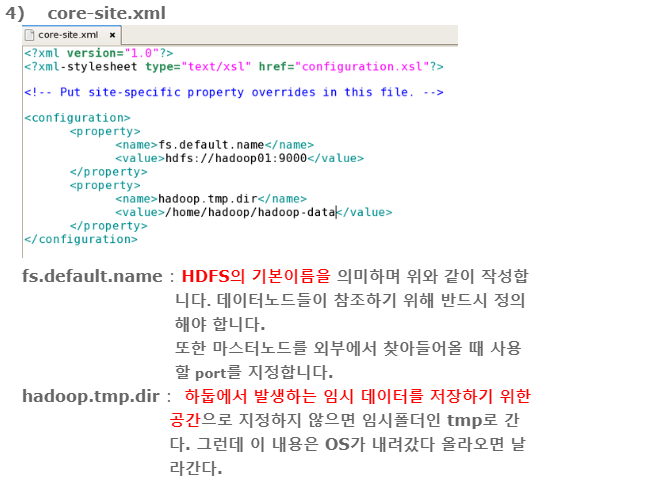 4) core-site.xml
core-site.xml ×
<?xml version="1.0"?>
<?xml-stylesheet type="text/xsl" href="configuration.xsl"?>
<!-- Put site-specific property overrides in this file. -->
<configuration>
<property>
<name>fs.default.name</name>
<value>hdfs://hadoop01:9000</value>
</property>
<property>
<name>hadoop.tmp.dir</name>
<value>/home/hadoop/hadoop-data</value>
</property>
</configuration>
fs.default.name : HDFS의 기본이름을 의미하며 위와 같이 작성합
니다. 데이터노드들이 참조하기 위해 반드시 정의
해야 합니다.
또한 마스터노드를 외부에서 찾아들어올 때 사용
할 port를 지정합니다.
hadoop.tmp.dir : 하둡에서 발생하는 임시 데이터를 저장하기 위한
공간으로 지정하지 않으면 임시폴더인 tmp로 간
다. 그런데 이 내용은 OS가 내려갔다 올라오면 날
라간다.